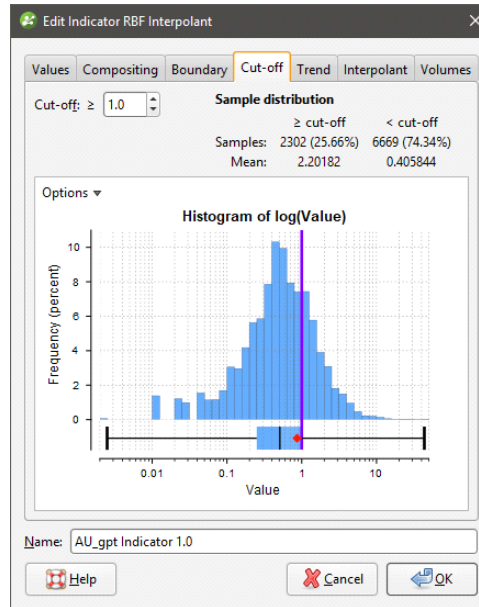 Edit Indicator RBF Interpolant
Values Compositing Boundary Cut-off Trend Interpolant Volumes
Cut-off: ≥ 1.0
Sample distribution
≥ cut-off < cut-off
Samples: 2302 (25.66%) 6669 (74.34%)
Mean: 2.20182 0.405844
Options
Histogram of log(Value)
Frequency (percent)
10
8
6
4
2
0
0.01 0.1 1 10
Value
Name: AU_gpt Indicator 1.0
Help Cancel OK